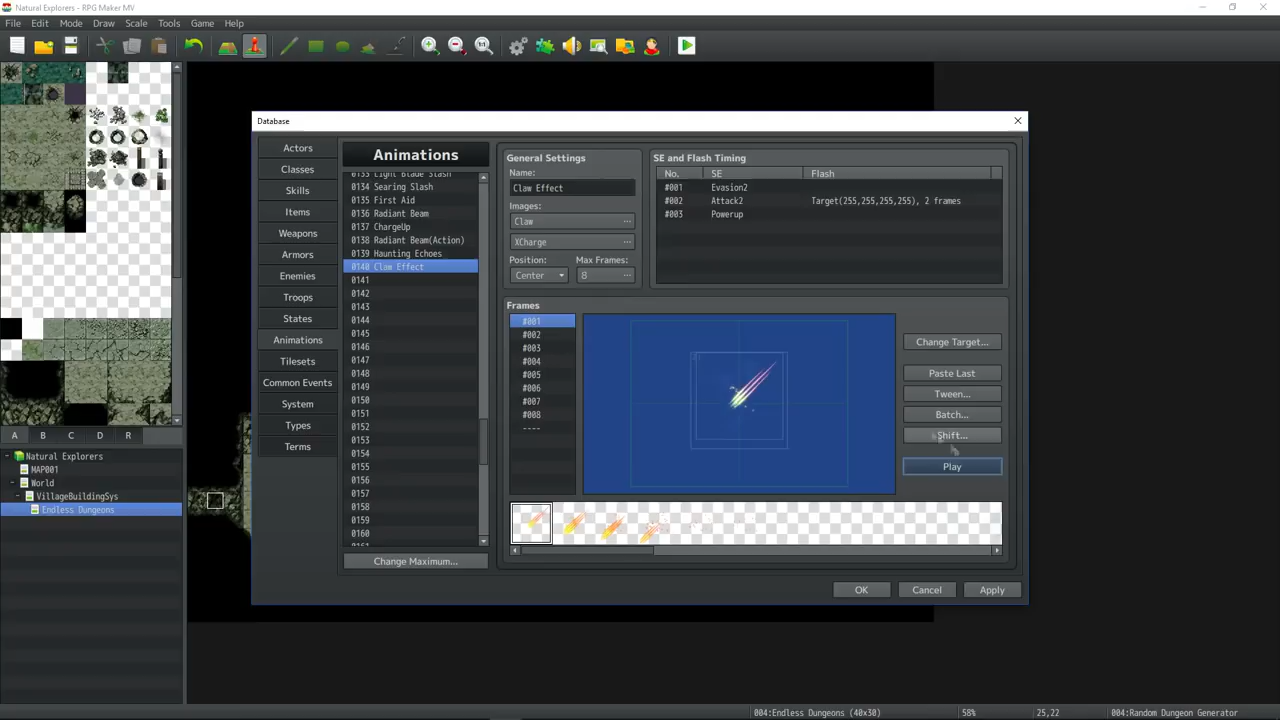 Natural Explorers - RPG Maker MV
File Edit Mode Draw Scale Tools Game Help
Database
Actors
Classes
Skills
Items
Weapons
Armors
Enemies
Troops
States
Animations
Tilesets
Common Events
System
Types
Terms
Animations
0133 Light Blade Slash
0134 Searing Slash
0135 First Aid
0136 Radiant Beam
0137 ChargeUp
0138 Radiant Beam(Action)
0139 Haunting Echoes
0140 Claw Effect
0141
0142
0143
0144
0145
0146
0147
0148
0149
0150
0151
0152
0153
0154
0155
0156
0157
0158
0159
0160
0161
Change Maximum...
General Settings
Name:
Claw Effect
Images:
Claw ...
XCharge ...
Position: Max Frames:
Center 8 ...
SE and Flash Timing
No. SE Flash
#001 Evasion2
#002 Attack2 Target(255,255,255,255), 2 frames
#003 Powerup
Frames
#001
#002
#003
#004
#005
#006
#007
#008
----
Change Target...
Paste Last
Tween...
Batch...
Shift...
Play
OK Cancel Apply
A B C D R
Natural Explorers
MAP001
World
VillageBuildingSys
Endless Dungeons
004:Endless Dungeons (40x30) 58% 25,22 004:Random Dungeon Generator